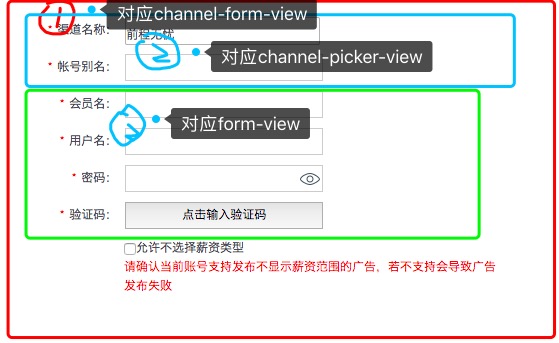 ① 对应channel-form-view
* 渠道名称： 前程无忧
② 对应channel-picker-view
* 帐号别名：
* 会员名：
③ 对应form-view
* 用户名：
* 密码：
* 验证码： 点击输入验证码
允许不选择薪资类型
请确认当前账号支持发布不显示薪资范围的广告，若不支持会导致广告
发布失败